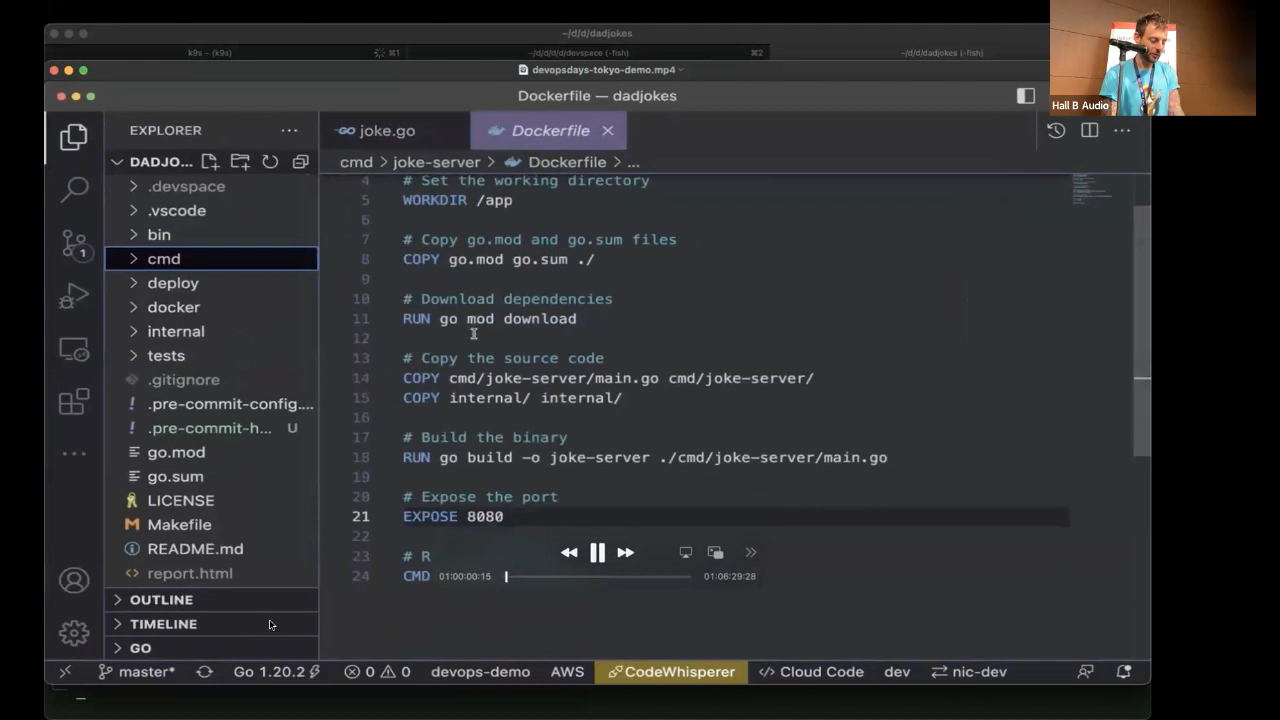 ~/d/d/dadjokes (-fish)
k9s - (k9s)
⌘1
~/d/d/d/devspace (-fish)
⌘2
~/d/d/dadjokes (-fish)
devopsdays-tokyo-demo.mp4
Dockerfile — dadjokes
Hall B Audio
EXPLORER
joke.go
Dockerfile
DADJO...
cmd > joke-server > Dockerfile > ...
.devspace
.vscode
bin
cmd
deploy
docker
internal
tests
.gitignore
.pre-commit-config....
.pre-commit-h... U
go.mod
go.sum
LICENSE
Makefile
README.md
report.html
OUTLINE
TIMELINE
GO
4 # Set the working directory
5 WORKDIR /app
6
7 # Copy go.mod and go.sum files
8 COPY go.mod go.sum ./
9
10 # Download dependencies
11 RUN go mod download
12
13 # Copy the source code
14 COPY cmd/joke-server/main.go cmd/joke-server/
15 COPY internal/ internal/
16
17 # Build the binary
18 RUN go build -o joke-server ./cmd/joke-server/main.go
19
20 # Expose the port
21 EXPOSE 8080
22
23 # R
24 CMD
01:00:00:15
01:06:29:28
1
master* Go 1.20.2 0 0 devops-demo AWS CodeWhisperer Cloud Code dev nic-dev